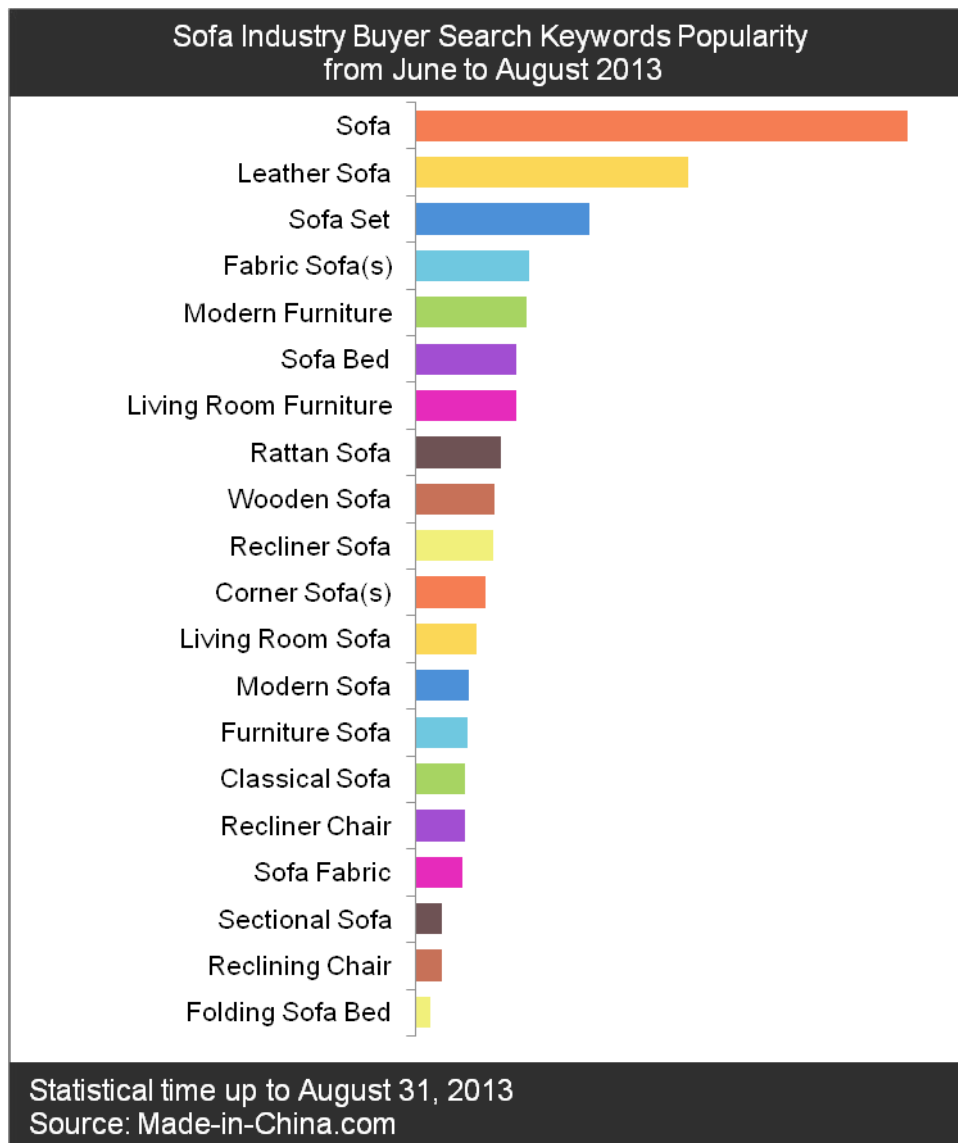 Sofa Industry Buyer Search Keywords Popularity
from June to August 2013
Sofa
Leather Sofa
Sofa Set
Fabric Sofa(s)
Modern Furniture
Sofa Bed
Living Room Furniture
Rattan Sofa
Wooden Sofa
Recliner Sofa
Corner Sofa(s)
Living Room Sofa
Modern Sofa
Furniture Sofa
Classical Sofa
Recliner Chair
Sofa Fabric
Sectional Sofa
Reclining Chair
Folding Sofa Bed
Statistical time up to August 31, 2013
Source: Made-in-China.com